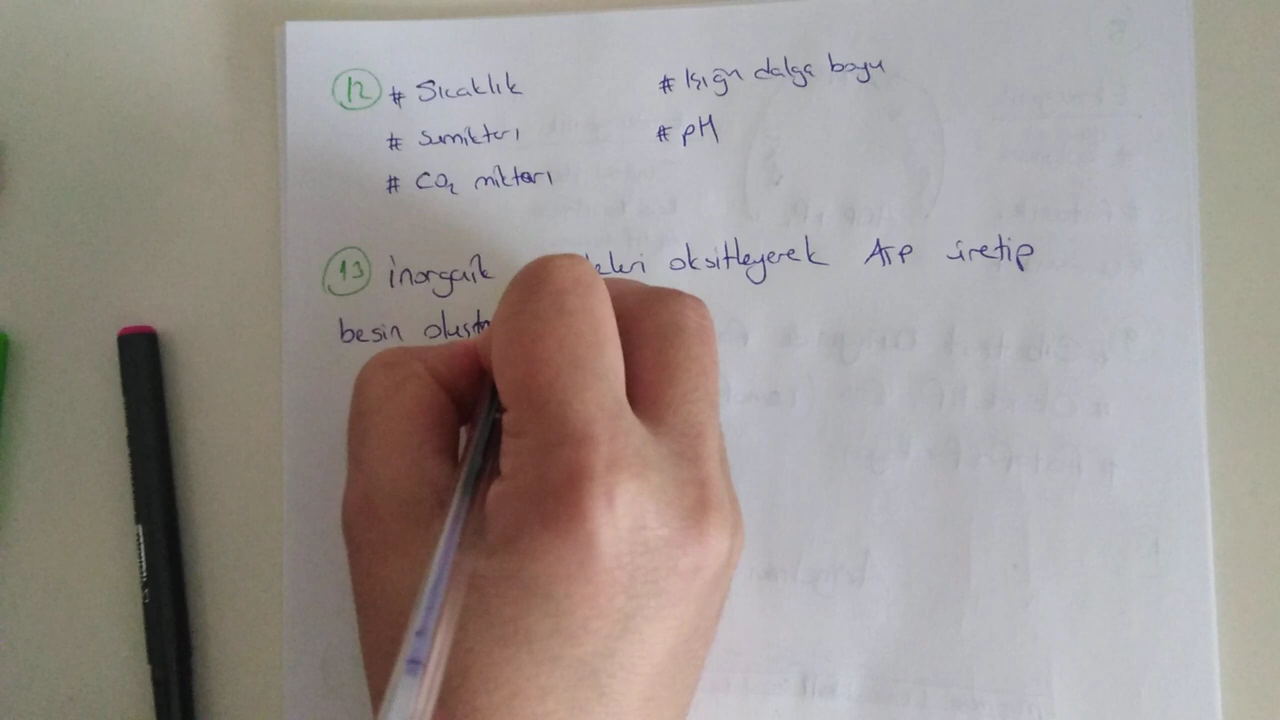 12 # Sıcaklık # Işığın dalga boyu
# su miktarı # pH
# CO₂ miktarı
13 inorganik oksitleyerek ATP üretip
besin